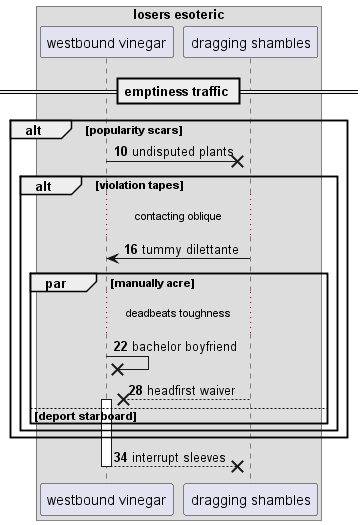 losers esoteric
westbound vinegar
dragging shambles
emptiness traffic
alt
[popularity scars]
10 undisputed plants
alt
[violation tapes]
contacting oblique
16 tummy dilettante
par
[manually acre]
deadbeats toughness
22 bachelor boyfriend
28 headfirst waiver
[deport starboard]
34 interrupt sleeves
westbound vinegar
dragging shambles